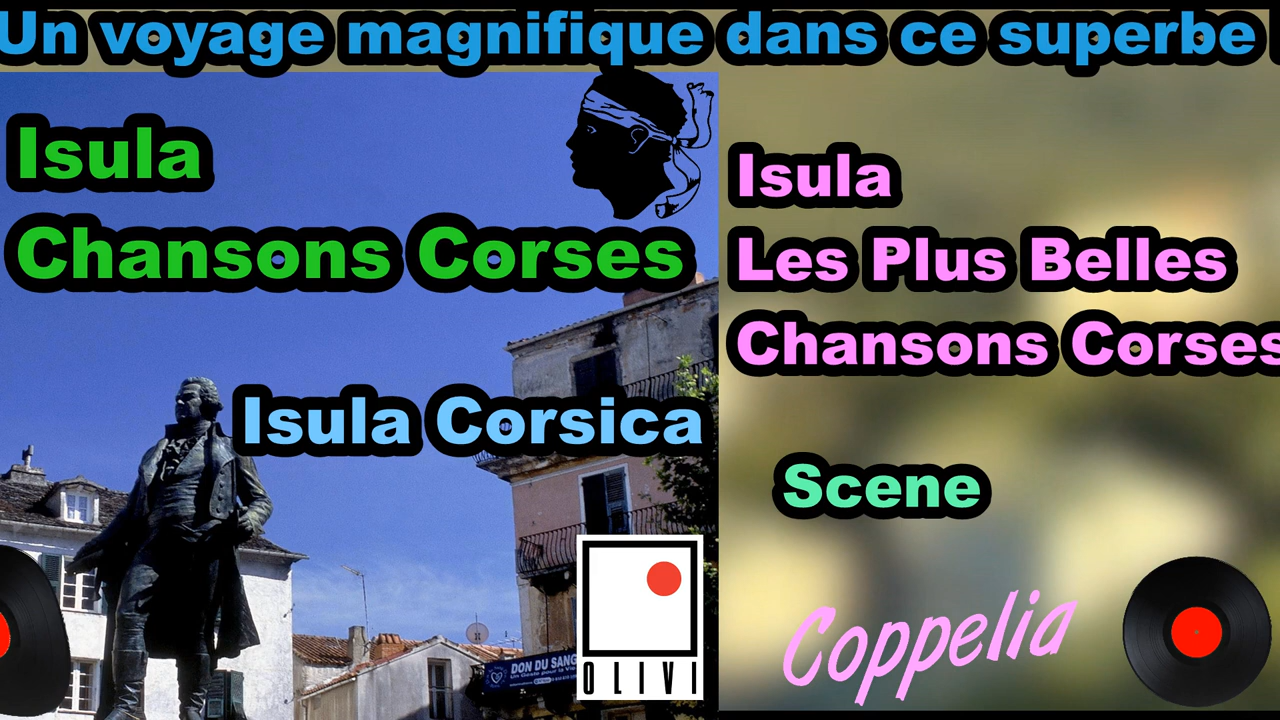 Un voyage magnifique dans ce superbe
Isula
Chansons Corses
Isula Corsica
DON DU SANG
OLIVI
Isula
Les Plus Belles
Chansons Corses
Scene
Coppelia